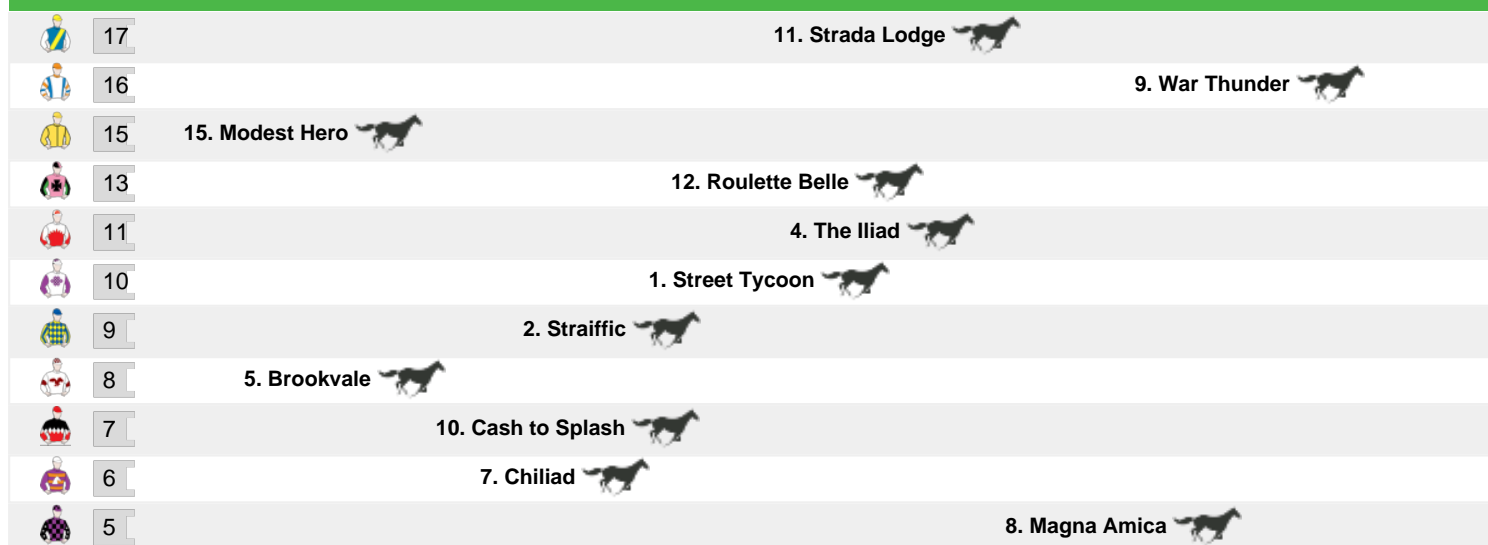 17 11. Strada Lodge
16 9. War Thunder
15 15. Modest Hero
13 12. Roulette Belle
11 4. The Iliad
10 1. Street Tycoon
9 2. Straiffic
8 5. Brookvale
7 10. Cash to Splash
6 7. Chiliad
5 8. Magna Amica